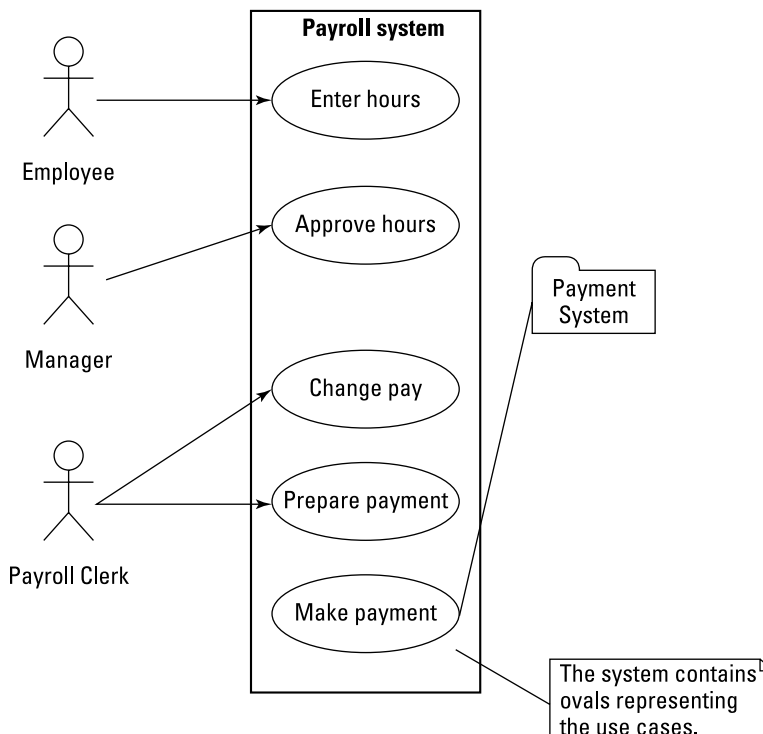 Payroll system
Employee
Enter hours
Manager
Approve hours
Payment
System
Change pay
Payroll Clerk
Prepare payment
Make payment
The system contains
ovals representing
the use cases.